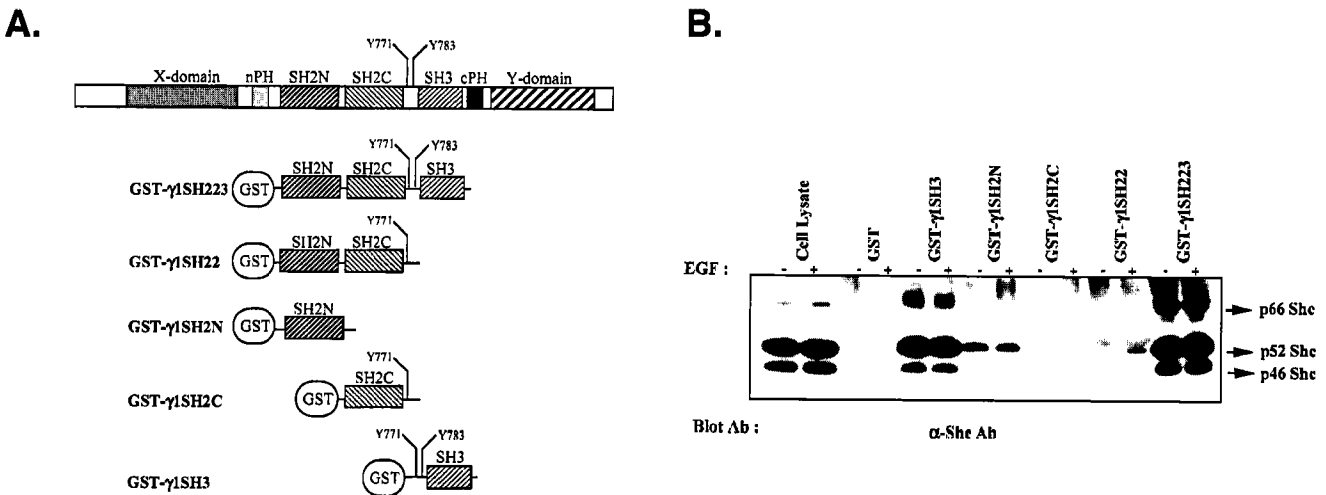 A.
Y771 Y783
X-domain nPH SH2N SH2C SH3 cPH Y-domain
Y771 Y783
SH2N SH2C SH3
GST-γ1SH223 GST
Y771
SH2N SH2C
GST-γ1SH22 GST
SH2N
GST-γ1SH2N GST
Y771
SH2C
GST-γ1SH2C GST
Y771 Y783
SH3
GST-γ1SH3 GST
B.
Cell Lysate
GST
GST-γ1SH3
GST-γ1SH2N
GST-γ1SH2C
GST-γ1SH22
GST-γ1SH223
EGF : - + - + - + - + - + - + - +
p66 Shc
p52 Shc
p46 Shc
Blot Ab : α-Shc Ab